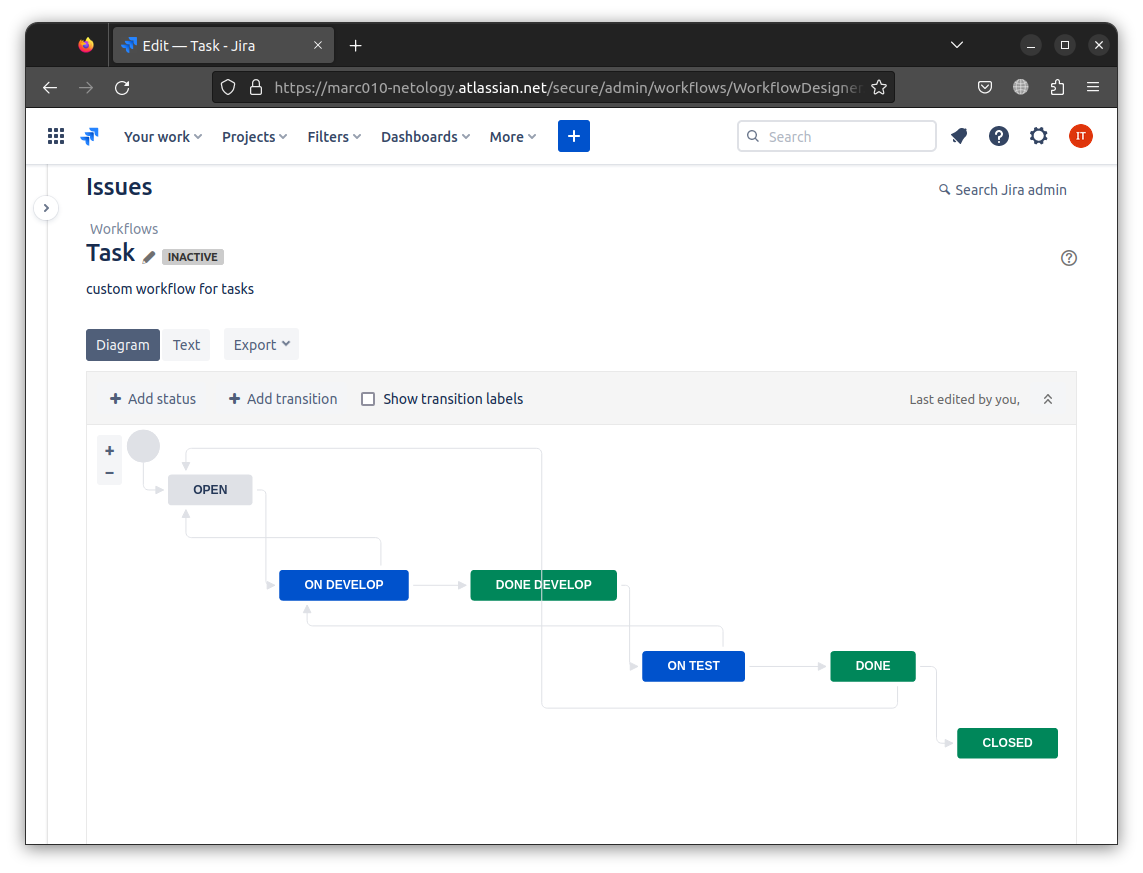 Edit — Task - Jira
https://marc010-netology.atlassian.net/secure/admin/workflows/WorkflowDesigner
Your work Projects Filters Dashboards More + Search ? IT
Issues Search Jira admin
Workflows
Task INACTIVE ?
custom workflow for tasks
Diagram Text Export
+ Add status + Add transition Show transition labels Last edited by you,
+
−
OPEN
ON DEVELOP DONE DEVELOP
ON TEST DONE
CLOSED